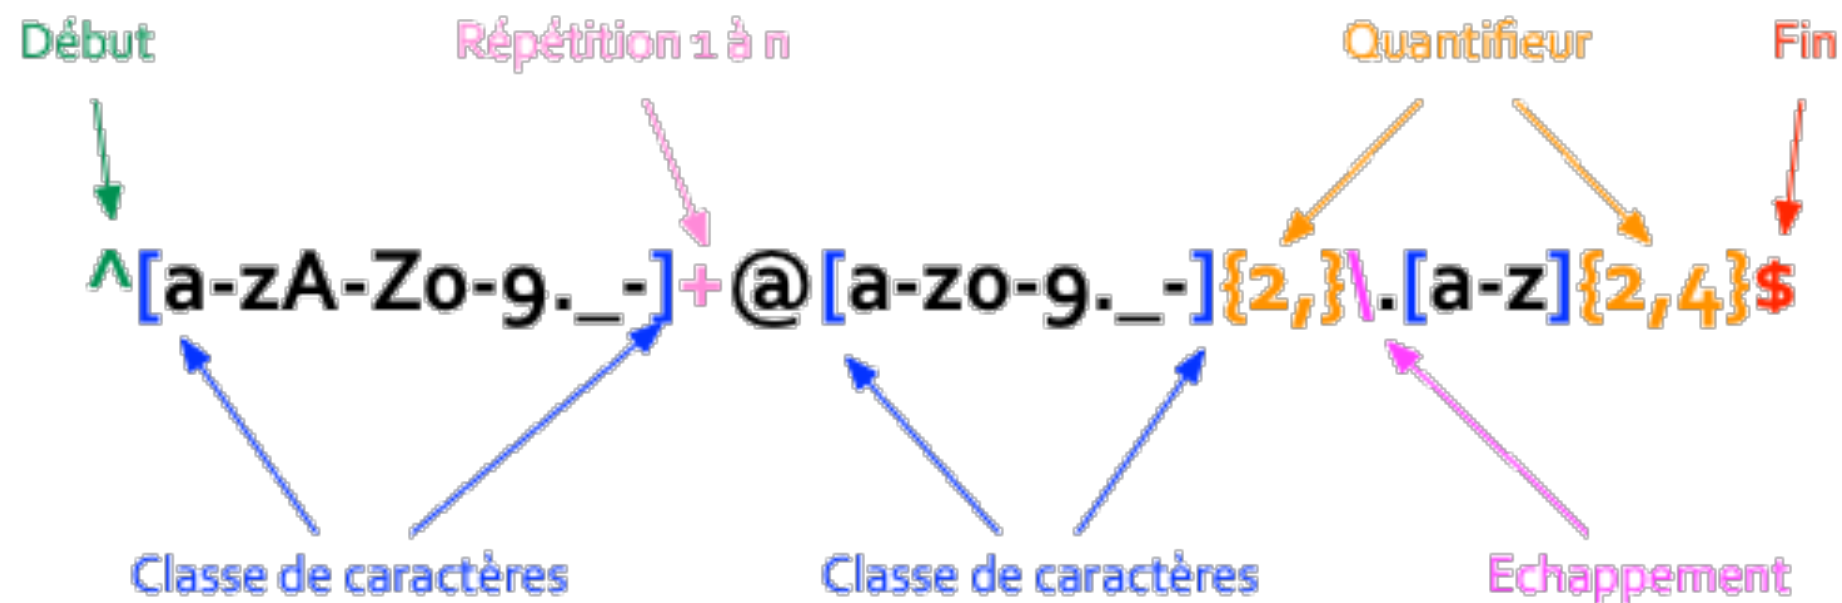 Début Répétition 1 à n Quantifieur Fin
^[a-zA-Z0-9._-]+@[a-z0-9._-]{2,}\.[a-z]{2,4}$
Classe de caractères Classe de caractères Echappement